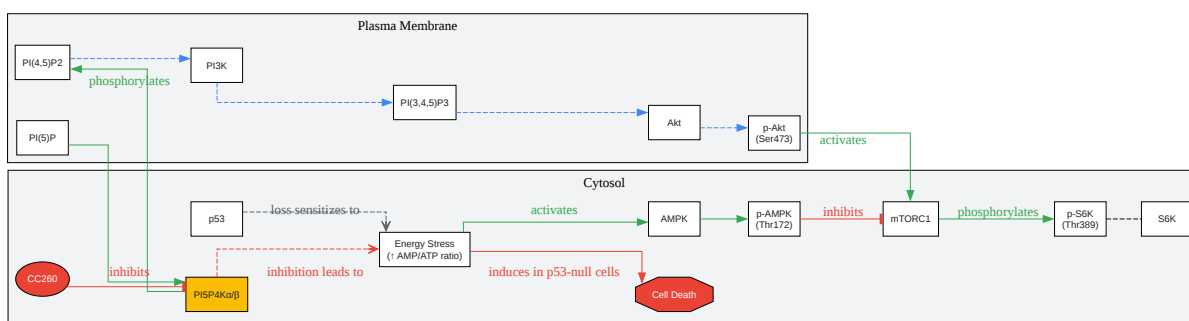 Plasma Membrane
PI(4,5)P2
PI3K
phosphorylates
PI(3,4,5)P3
Akt
p-Akt
(Ser473)
activates
PI(5)P
Cytosol
p53
loss sensitizes to
Energy Stress
(↑ AMP/ATP ratio)
activates
AMPK
p-AMPK
(Thr172)
inhibits
mTORC1
phosphorylates
p-S6K
(Thr389)
S6K
CC260
inhibits
PI5P4Kα/β
inhibition leads to
induces in p53-null cells
Cell Death